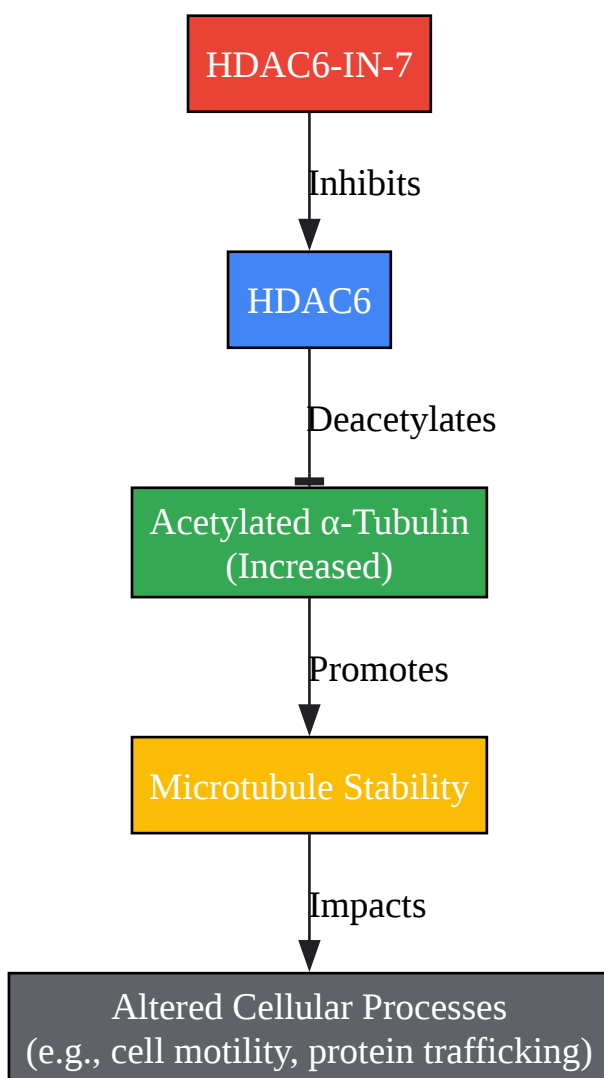 HDAC6-IN-7
Inhibits
HDAC6
Deacetylates
Acetylated α-Tubulin
(Increased)
Promotes
Microtubule Stability
Impacts
Altered Cellular Processes
(e.g., cell motility, protein trafficking)